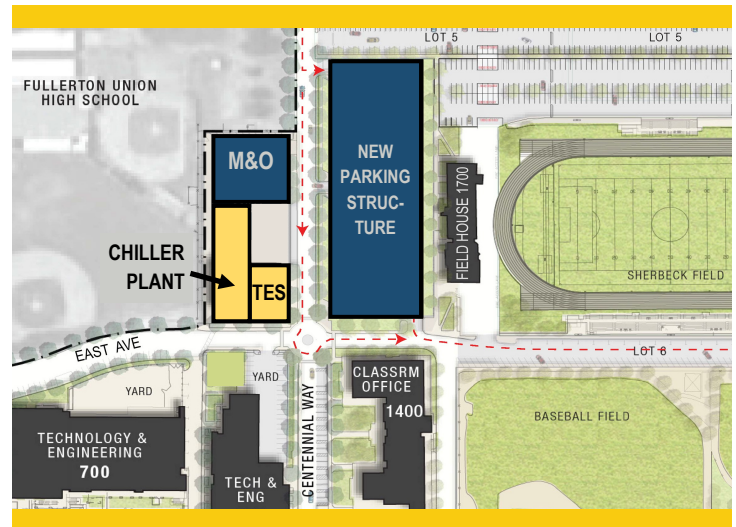 LOT 5
LOT 5
FULLERTON UNION
HIGH SCHOOL
M&O
NEW
PARKING
STRUC-
TURE
FIELD HOUSE 1700
CHILLER
PLANT
TES
SHERBECK FIELD
EAST AVE
LOT 6
YARD
YARD
CENTENNIAL WAY
CLASSRM
OFFICE
1400
BASEBALL FIELD
TECHNOLOGY &
ENGINEERING
700
TECH &
ENG